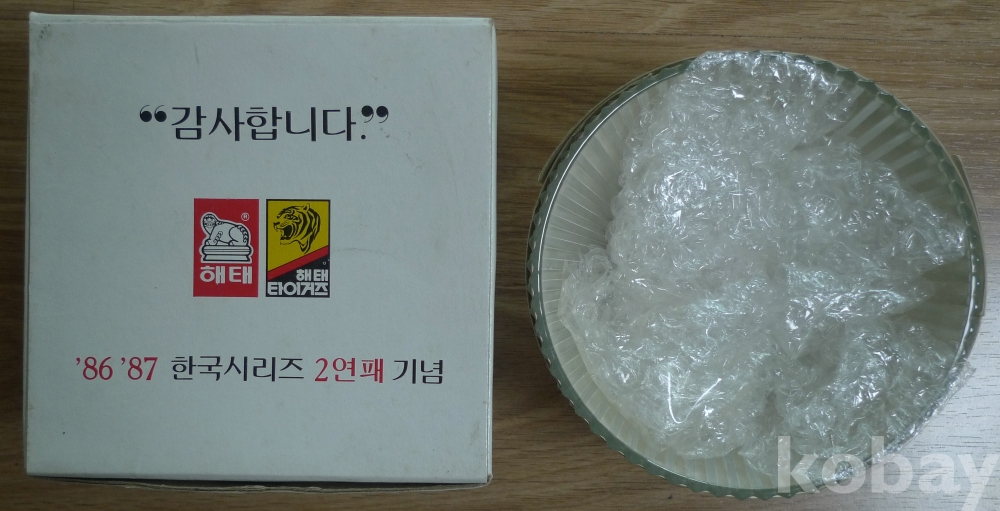 “감사합니다.”
®
해태
해태
타이거즈
’86 ’87 한국시리즈 2연패 기념
kobay